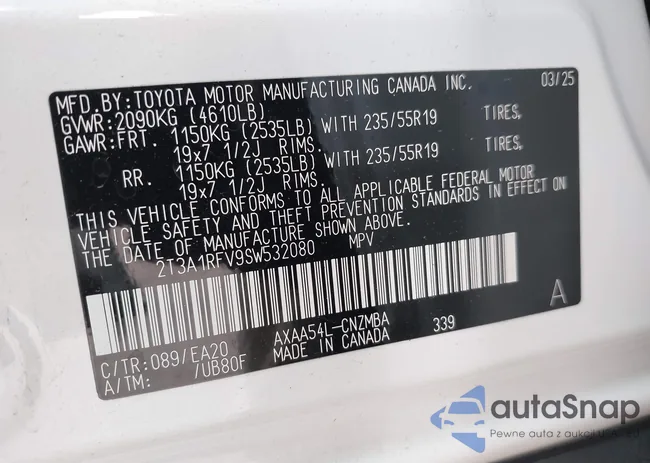 MFD.BY:TOYOTA MOTOR MANUFACTURING CANADA INC. 03/25
GVWR:2090KG (4610LB)
GAWR:FRT. 1150KG (2535LB) WITH 235/55R19 TIRES,
19x7 1/2J RIMS.
RR. 1150KG (2535LB) WITH 235/55R19 TIRES,
19x7 1/2J RIMS.
THIS VEHICLE CONFORMS TO ALL APPLICABLE FEDERAL MOTOR
VEHICLE SAFETY AND THEFT PREVENTION STANDARDS IN EFFECT ON
THE DATE OF MANUFACTURE SHOWN ABOVE.
2T3A1RFV9SW532080 MPV
A
C/TR:089/EA20 AXAA54L-CNZMBA 339
A/TM: /UB80F MADE IN CANADA
autaSnap
Pewne auta z aukcji